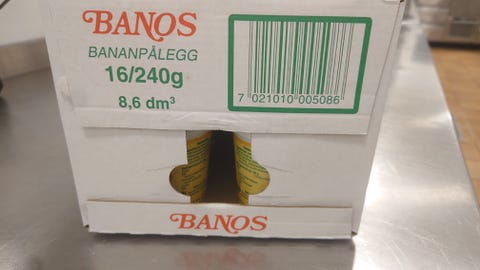 BANOS
BANANPÅLEGG
16/240g
8,6 dm³
7 021010 005086
BANOS